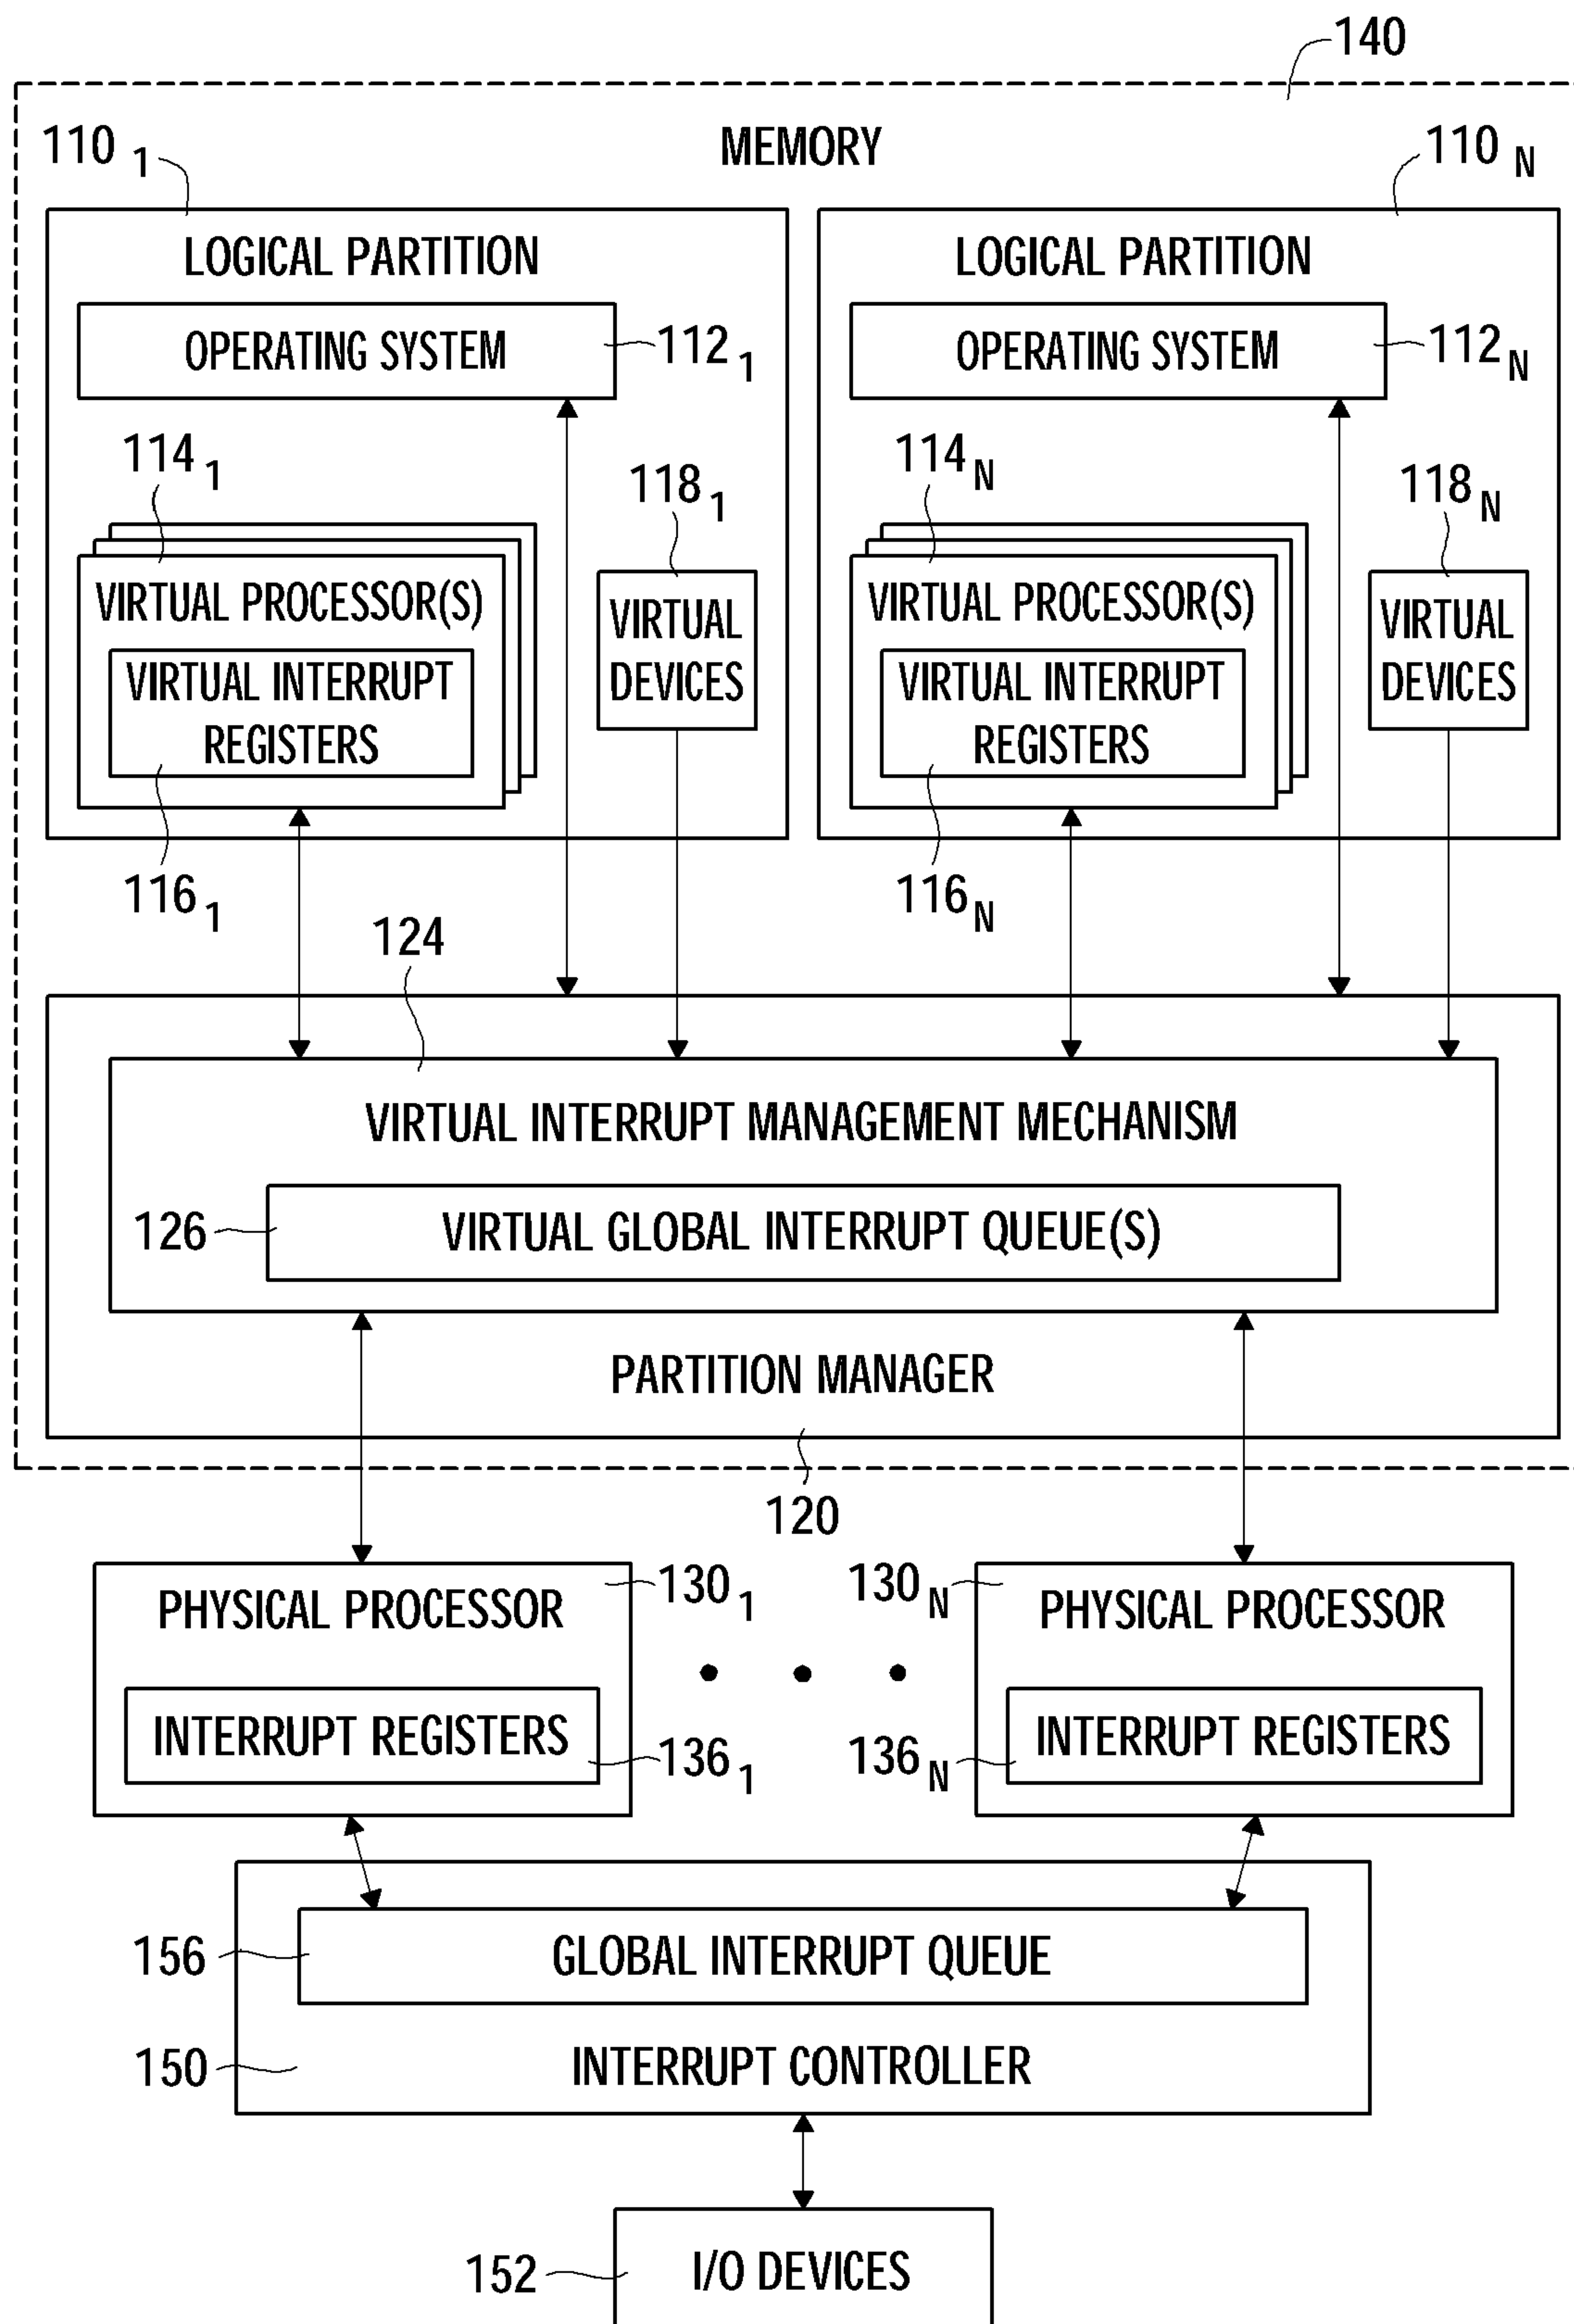 140
MEMORY
110 1
110 N
LOGICAL PARTITION
LOGICAL PARTITION
OPERATING SYSTEM
112 1
OPERATING SYSTEM
112 N
114 1
118 1
114 N
118 N
VIRTUAL PROCESSOR(S)
VIRTUAL INTERRUPT
REGISTERS
VIRTUAL
DEVICES
VIRTUAL PROCESSOR(S)
VIRTUAL INTERRUPT
REGISTERS
VIRTUAL
DEVICES
116 1
116 N
124
VIRTUAL INTERRUPT MANAGEMENT MECHANISM
126
VIRTUAL GLOBAL INTERRUPT QUEUE(S)
PARTITION MANAGER
120
PHYSICAL PROCESSOR
130 1
130 N
PHYSICAL PROCESSOR
INTERRUPT REGISTERS
136 1
136 N
INTERRUPT REGISTERS
156
GLOBAL INTERRUPT QUEUE
150
INTERRUPT CONTROLLER
152
I/O DEVICES